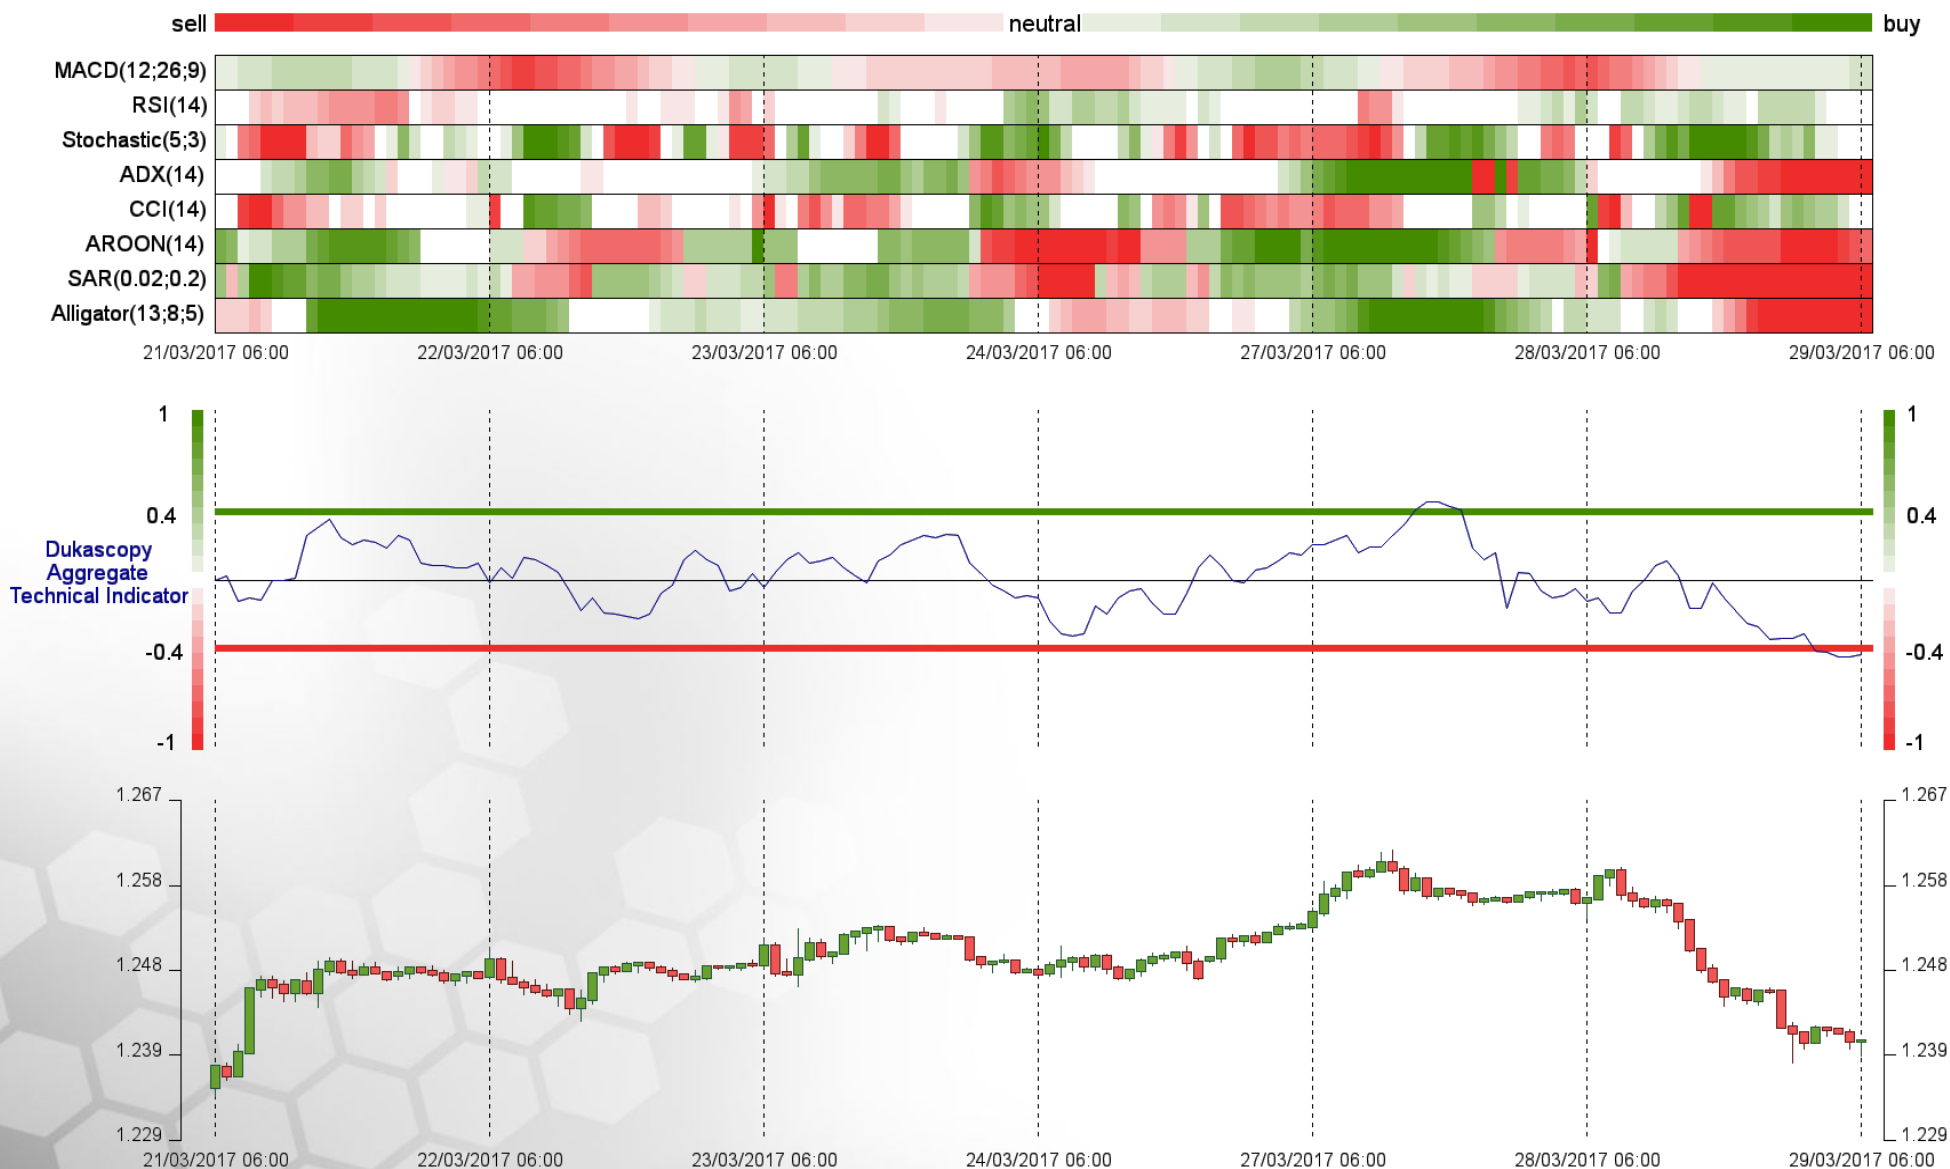 sell neutral buy
MACD(12;26;9)
RSI(14)
Stochastic(5;3)
ADX(14)
CCI(14)
AROON(14)
SAR(0.02;0.2)
Alligator(13;8;5)
21/03/2017 06:00 22/03/2017 06:00 23/03/2017 06:00 24/03/2017 06:00 27/03/2017 06:00 28/03/2017 06:00 29/03/2017 06:00
1 1
0.4 0.4
Dukascopy
Aggregate
Technical Indicator
-0.4 -0.4
-1 -1
1.267 1.267
1.258 1.258
1.248 1.248
1.239 1.239
1.229 1.229
21/03/2017 06:00 22/03/2017 06:00 23/03/2017 06:00 24/03/2017 06:00 27/03/2017 06:00 28/03/2017 06:00 29/03/2017 06:00